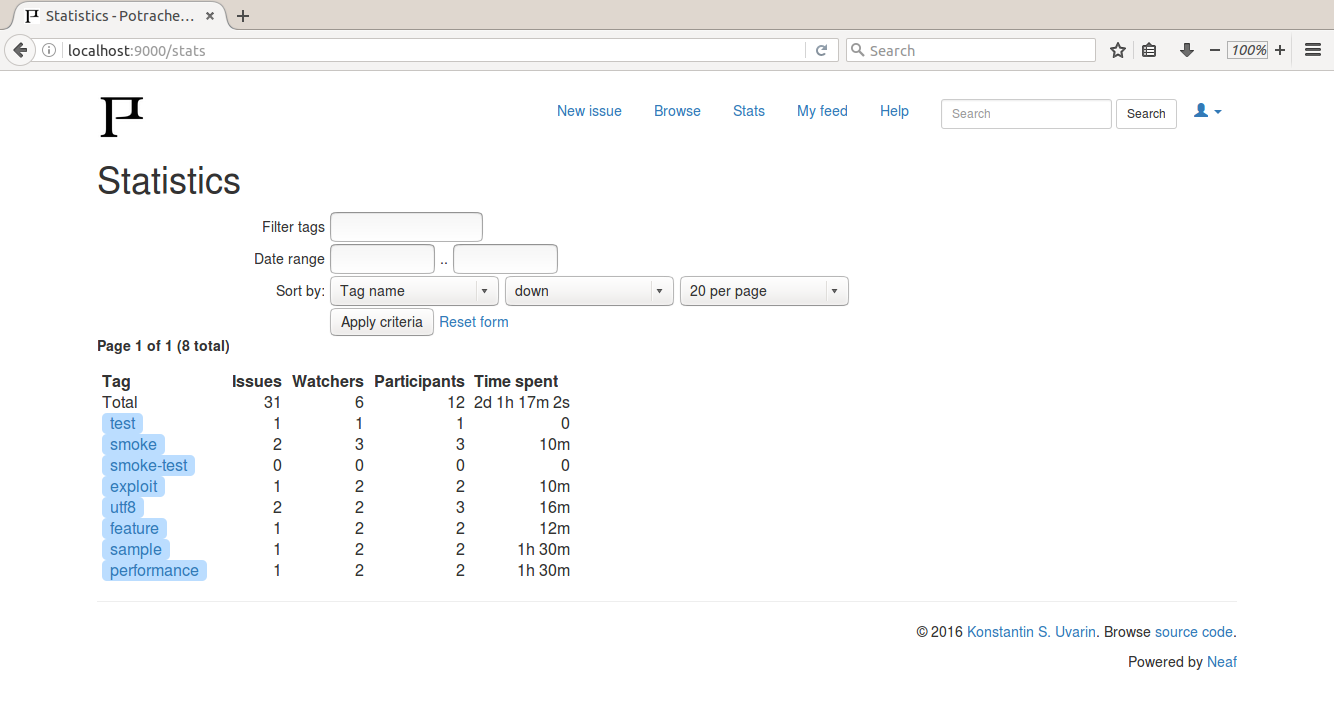 Statistics - Potrache...
localhost:9000/stats
Search
100%
New issue Browse Stats My feed Help Search Search
Statistics
Filter tags
Date range ..
Sort by: Tag name down 20 per page
Apply criteria Reset form
Page 1 of 1 (8 total)
Tag Issues Watchers Participants Time spent
Total 31 6 12 2d 1h 17m 2s
test 1 1 1 0
smoke 2 3 3 10m
smoke-test 0 0 0 0
exploit 1 2 2 10m
utf8 2 2 3 16m
feature 1 2 2 12m
sample 1 2 2 1h 30m
performance 1 2 2 1h 30m
© 2016 Konstantin S. Uvarin. Browse source code.
Powered by Neaf